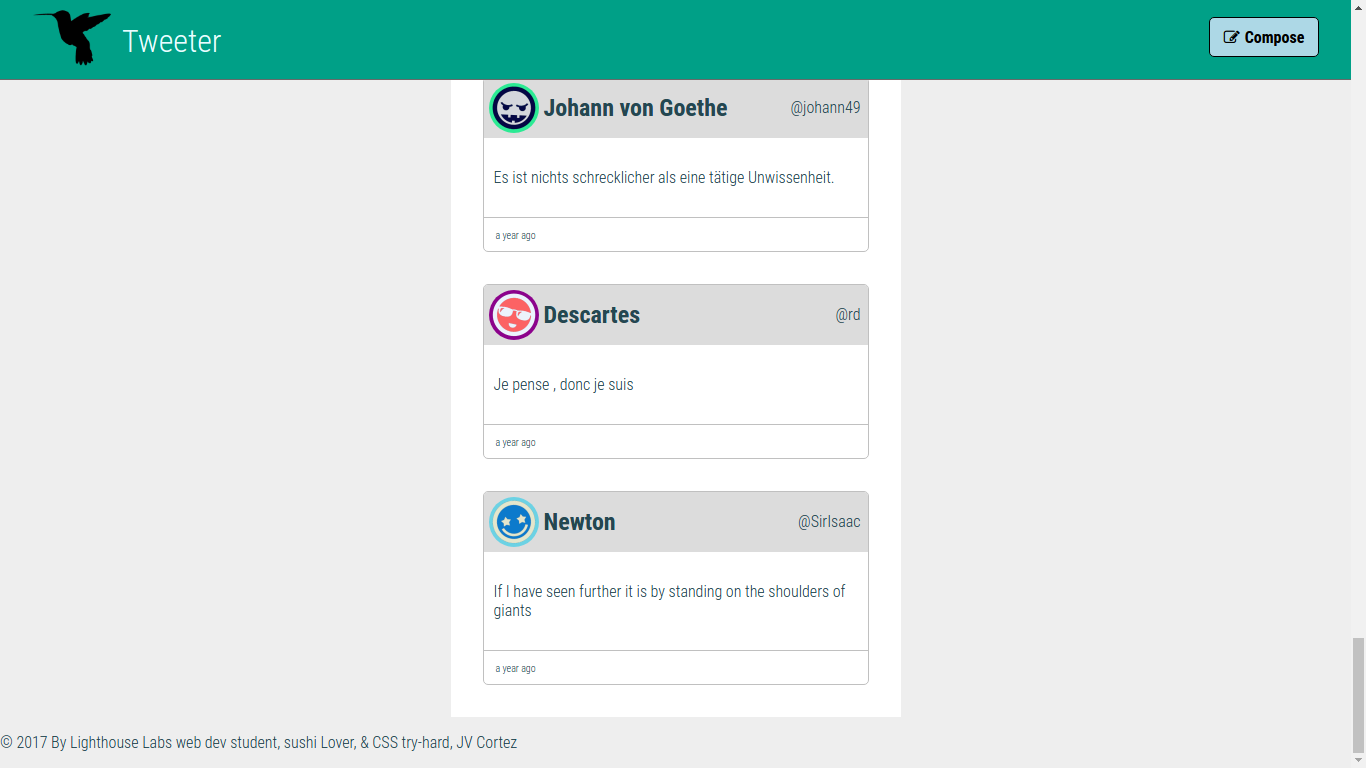 Tweeter
Compose
Johann von Goethe @johann49
Es ist nichts schrecklicher als eine tätige Unwissenheit.
a year ago
Descartes @rd
Je pense , donc je suis
a year ago
Newton @SirIsaac
If I have seen further it is by standing on the shoulders of
giants
a year ago
© 2017 By Lighthouse Labs web dev student, sushi Lover, & CSS try-hard, JV Cortez